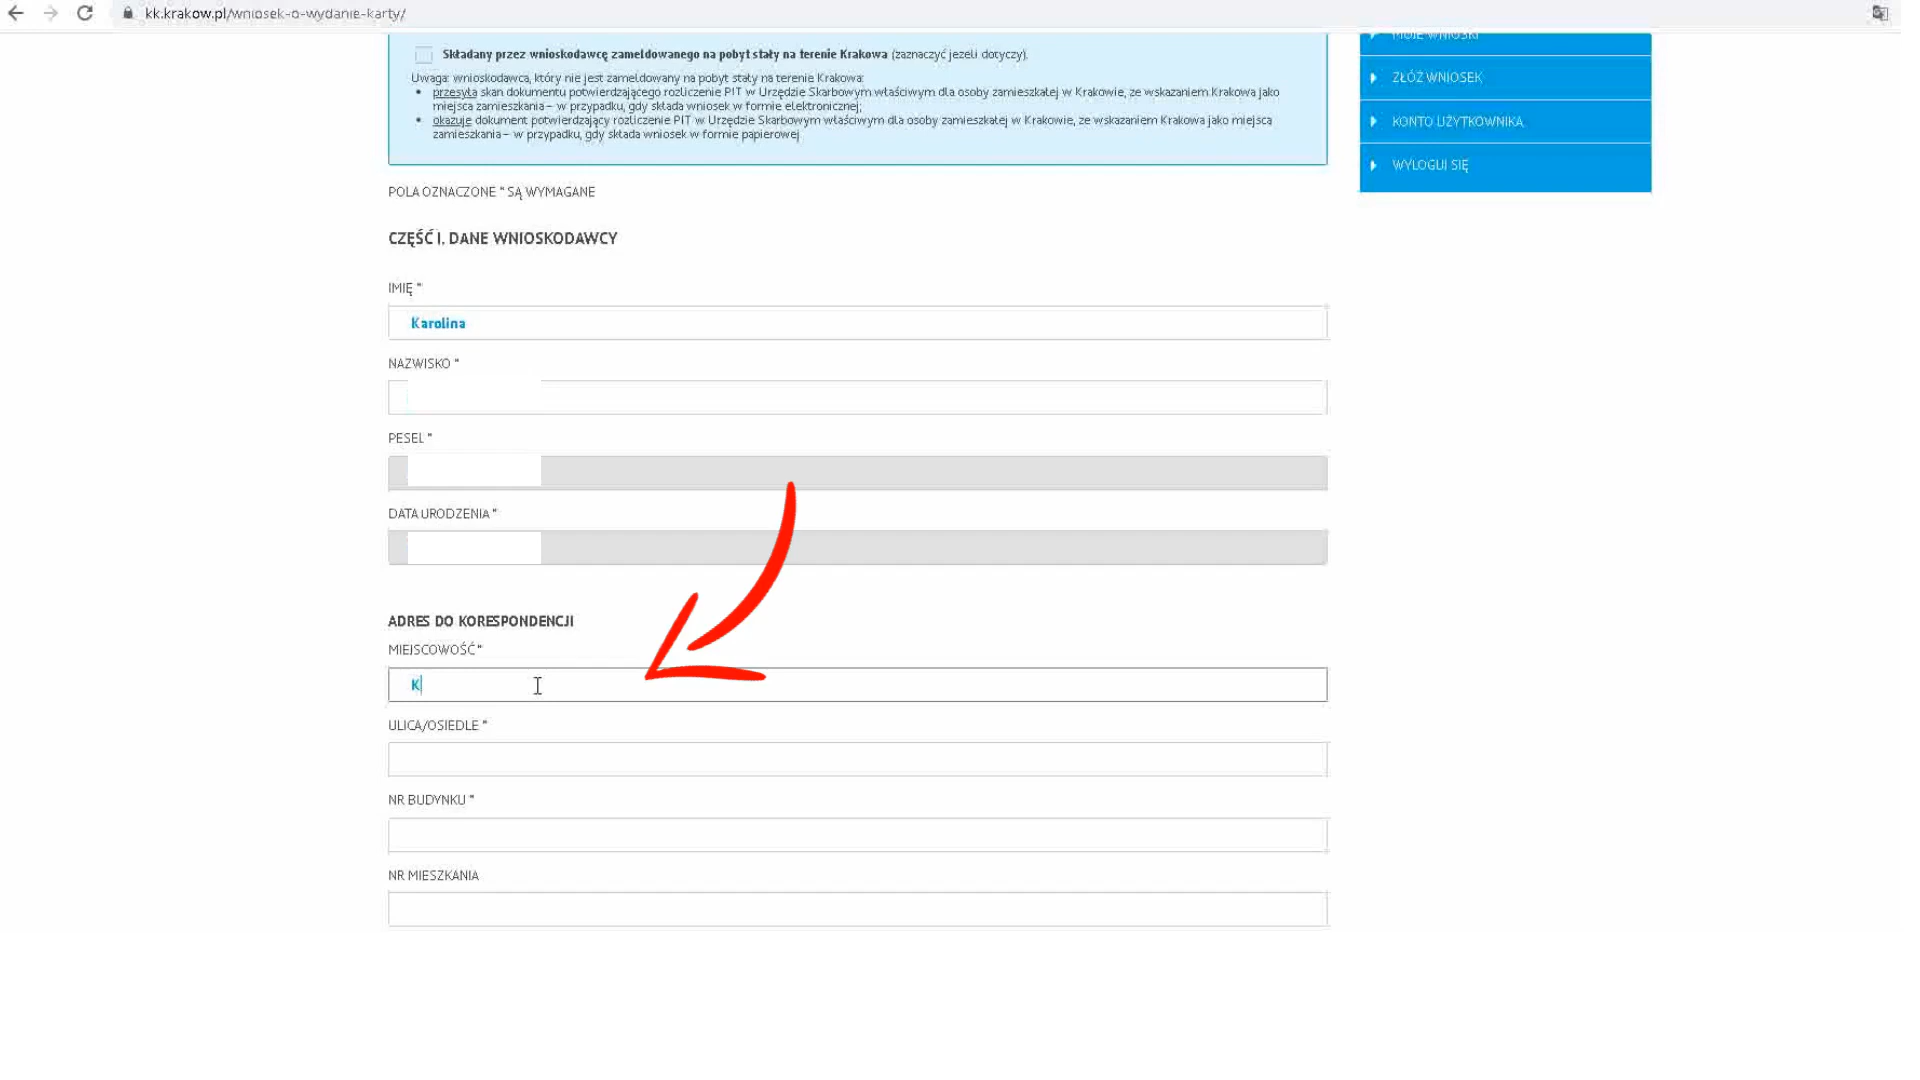 kk.krakow.pl/wniosek-o-wydanie-karty/
Składany przez wnioskodawcę zameldowanego na pobyt stały na terenie Krakowa (zaznaczyć jeżeli dotyczy).
Uwaga: wnioskodawca, który nie jest zameldowany na pobyt stały na terenie Krakowa:
• przesyła skan dokumentu potwierdzającego rozliczenie PIT w Urzędzie Skarbowym właściwym dla osoby zamieszkałej w Krakowie, ze wskazaniem Krakowa jako
miejsca zamieszkania – w przypadku, gdy składa wniosek w formie elektronicznej;
• okazuje dokument potwierdzający rozliczenie PIT w Urzędzie Skarbowym właściwym dla osoby zamieszkałej w Krakowie, ze wskazaniem Krakowa jako miejsca
zamieszkania – w przypadku, gdy składa wniosek w formie papierowej
MOJE WNIOSKI
ZŁÓŻ WNIOSEK
KONTO UŻYTKOWNIKA
WYLOGUJ SIĘ
POLA OZNACZONE * SĄ WYMAGANE
CZĘŚĆ I. DANE WNIOSKODAWCY
IMIĘ *
Karolina
NAZWISKO *
PESEL *
DATA URODZENIA *
ADRES DO KORESPONDENCJI
MIEJSCOWOŚĆ *
K
ULICA/OSIEDLE *
NR BUDYNKU *
NR MIESZKANIA